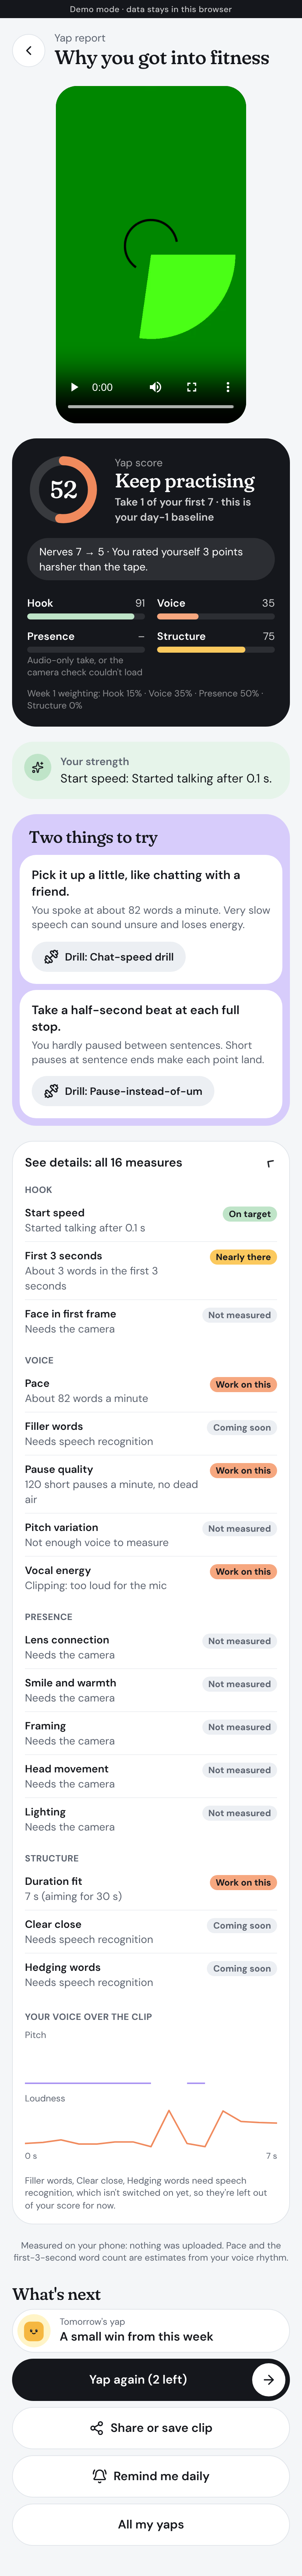 Demo mode · data stays in this browser
Yap report
Why you got into fitness
0:00
52
Yap score
Keep practising
Take 1 of your first 7 · this is
your day-1 baseline
Nerves 7 → 5 · You rated yourself 3 points
harsher than the tape.
Hook 91
Voice 35
Presence –
Structure 75
Audio-only take, or the
camera check couldn't load
Week 1 weighting: Hook 15% · Voice 35% · Presence 50% ·
Structure 0%
Your strength
Start speed: Started talking after 0.1 s.
Two things to try
Pick it up a little, like chatting with a
friend.
You spoke at about 82 words a minute. Very slow
speech can sound unsure and loses energy.
Drill: Chat-speed drill
Take a half-second beat at each full
stop.
You hardly paused between sentences. Short
pauses at sentence ends make each point land.
Drill: Pause-instead-of-um
See details: all 16 measures
HOOK
Start speed
On target
Started talking after 0.1 s
First 3 seconds
Nearly there
About 3 words in the first 3
seconds
Face in first frame
Not measured
Needs the camera
VOICE
Pace
Work on this
About 82 words a minute
Filler words
Coming soon
Needs speech recognition
Pause quality
Work on this
120 short pauses a minute, no dead
air
Pitch variation
Not measured
Not enough voice to measure
Vocal energy
Work on this
Clipping: too loud for the mic
PRESENCE
Lens connection
Not measured
Needs the camera
Smile and warmth
Not measured
Needs the camera
Framing
Not measured
Needs the camera
Head movement
Not measured
Needs the camera
Lighting
Not measured
Needs the camera
STRUCTURE
Duration fit
Work on this
7 s (aiming for 30 s)
Clear close
Coming soon
Needs speech recognition
Hedging words
Coming soon
Needs speech recognition
YOUR VOICE OVER THE CLIP
Pitch
Loudness
0 s 7 s
Filler words, Clear close, Hedging words need speech
recognition, which isn't switched on yet, so they're left out
of your score for now.
Measured on your phone: nothing was uploaded. Pace and the
first-3-second word count are estimates from your voice rhythm.
What's next
Tomorrow's yap
A small win from this week
Yap again (2 left)
Share or save clip
Remind me daily
All my yaps